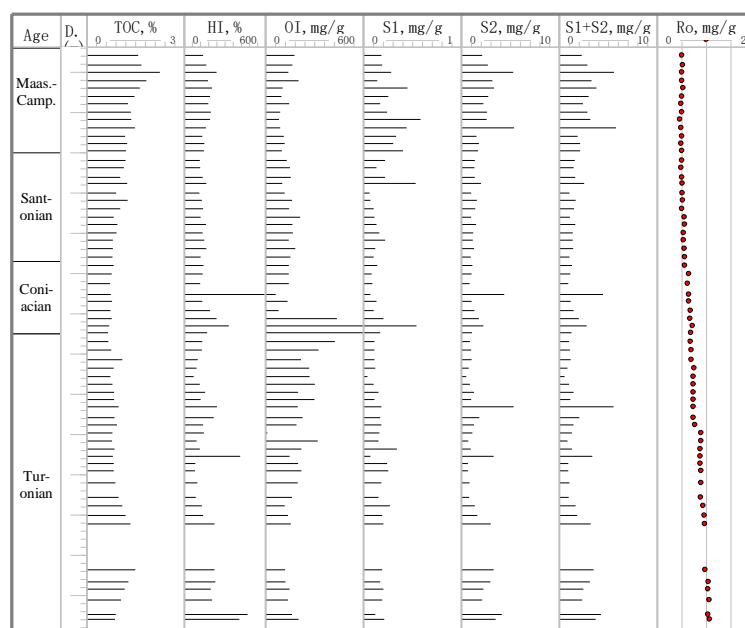 Age D. (—) TOC, % HI, % OI, mg/g S1, mg/g S2, mg/g S1+S2, mg/g Ro, mg/g
0 3 0 600 0 600 0 1 0 10 0 10 0 2
Maas.-
Camp.
Sant-
onian
Coni-
acian
Tur-
onian